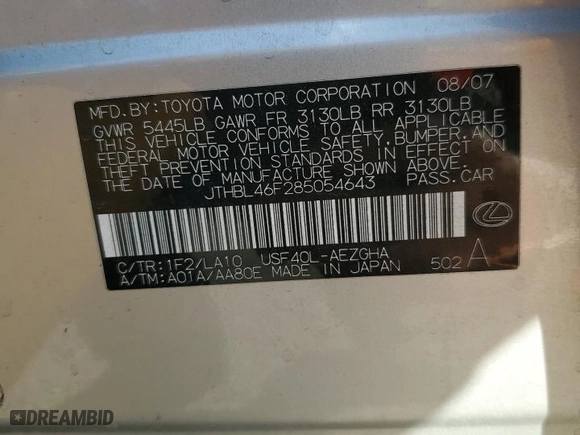 MFD. BY: TOYOTA MOTOR CORPORATION 08/07
GVWR 5445LB GAWR FR 3130LB RR 3130LB
THIS VEHICLE CONFORMS TO ALL APPLICABLE
FEDERAL MOTOR VEHICLE SAFETY, BUMPER, AND
THEFT PREVENTION STANDARDS IN EFFECT ON
THE DATE OF MANUFACTURE SHOWN ABOVE.
JTHBL46F285054643 PASS. CAR
C/TR: 1F2/LA10 USF40L-AEZGHA
A/TM: A01A/AA80E MADE IN JAPAN 502 A
DREAMBID